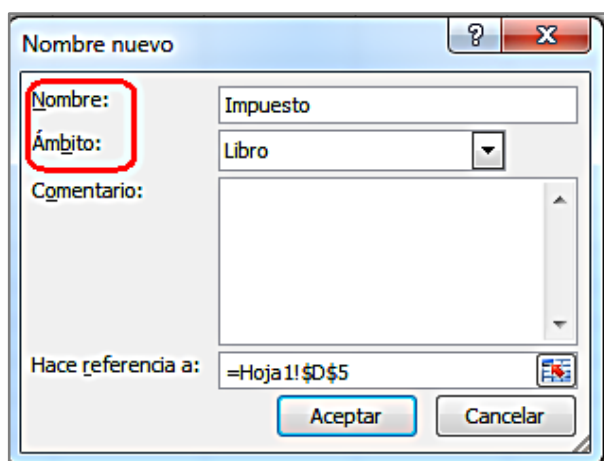 Nombre nuevo
Nombre: Impuesto
Ámbito: Libro
Comentario:
Hace referencia a: =Hoja1!$D$5
Aceptar Cancelar